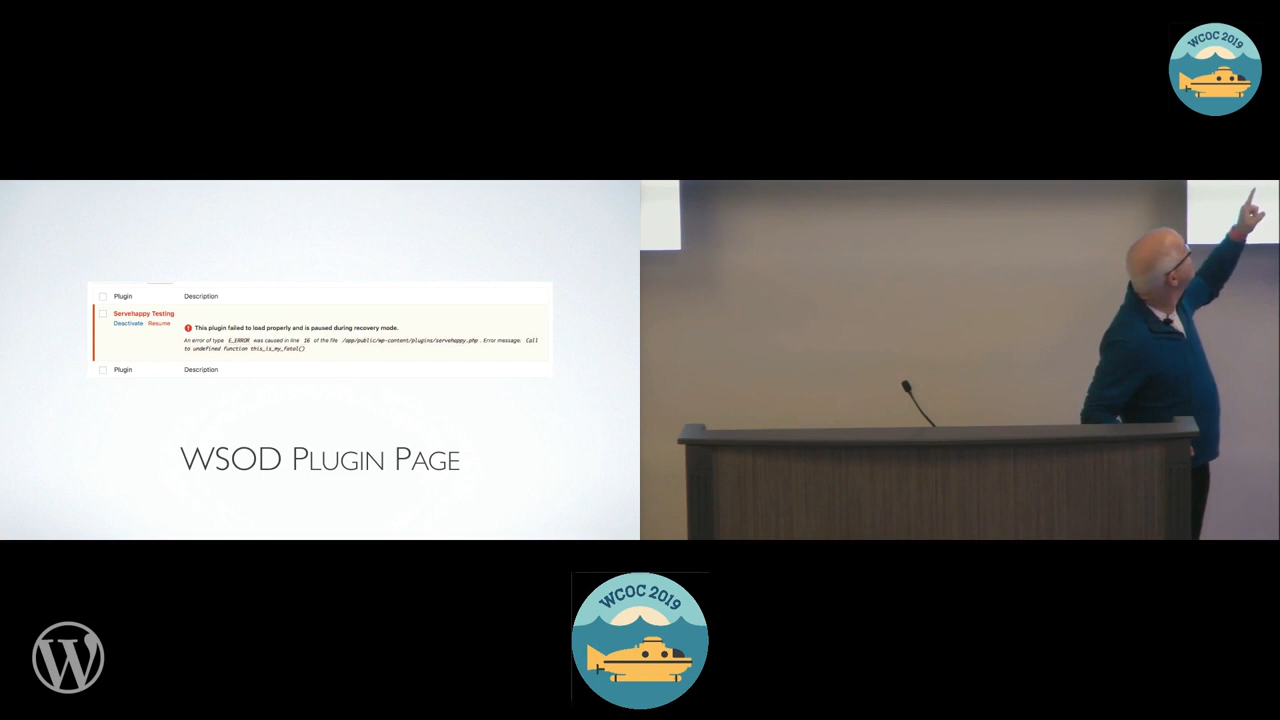 WCOC 2019
Plugin Description
Servehappy Testing
Deactivate Resume
This plugin failed to load properly and is paused during recovery mode.
An error of type E_ERROR was caused in line 16 of the file /app/public/wp-content/plugins/servehappy.php . Error message: Call
to undefined function this_is_my_fatal()
Plugin Description
WSOD PLUGIN PAGE
WCOC 2019